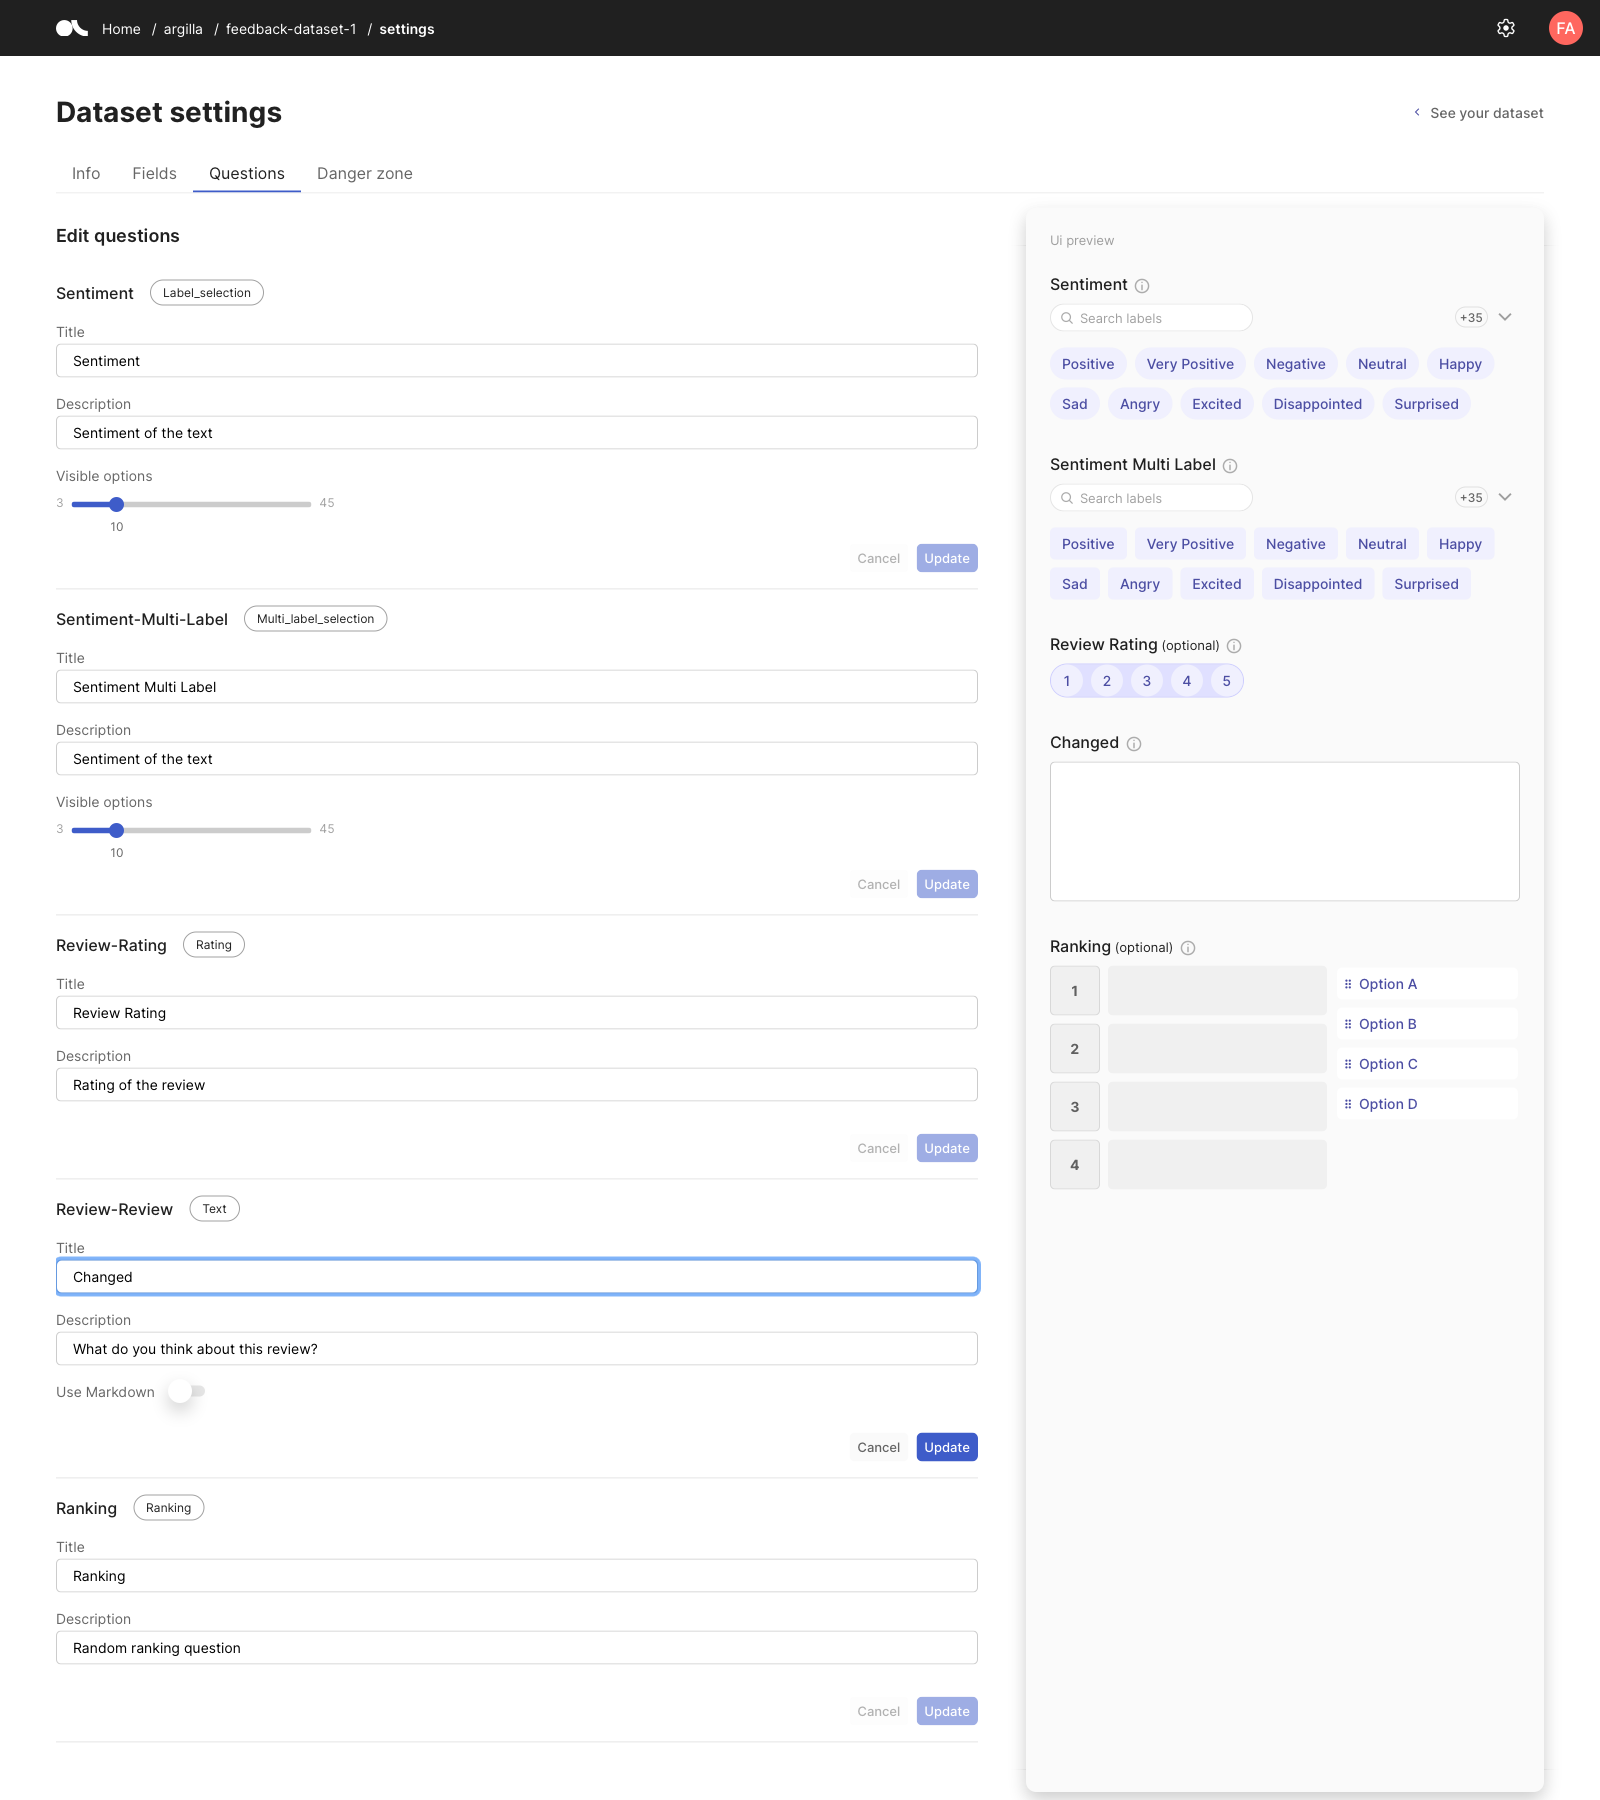 Home / argilla / feedback-dataset-1 / settings
FA
Dataset settings
See your dataset
Info
Fields
Questions
Danger zone
Edit questions
Sentiment
Label_selection
Title
Sentiment
Description
Sentiment of the text
Visible options
3
45
10
Cancel
Update
Sentiment-Multi-Label
Multi_label_selection
Title
Sentiment Multi Label
Description
Sentiment of the text
Visible options
3
45
10
Cancel
Update
Review-Rating
Rating
Title
Review Rating
Description
Rating of the review
Cancel
Update
Review-Review
Text
Title
Changed
Description
What do you think about this review?
Use Markdown
Cancel
Update
Ranking
Ranking
Title
Ranking
Description
Random ranking question
Cancel
Update
Ui preview
Sentiment
Search labels
+35
Positive
Very Positive
Negative
Neutral
Happy
Sad
Angry
Excited
Disappointed
Surprised
Sentiment Multi Label
Search labels
+35
Positive
Very Positive
Negative
Neutral
Happy
Sad
Angry
Excited
Disappointed
Surprised
Review Rating (optional)
1
2
3
4
5
Changed
Ranking (optional)
1
2
3
4
Option A
Option B
Option C
Option D